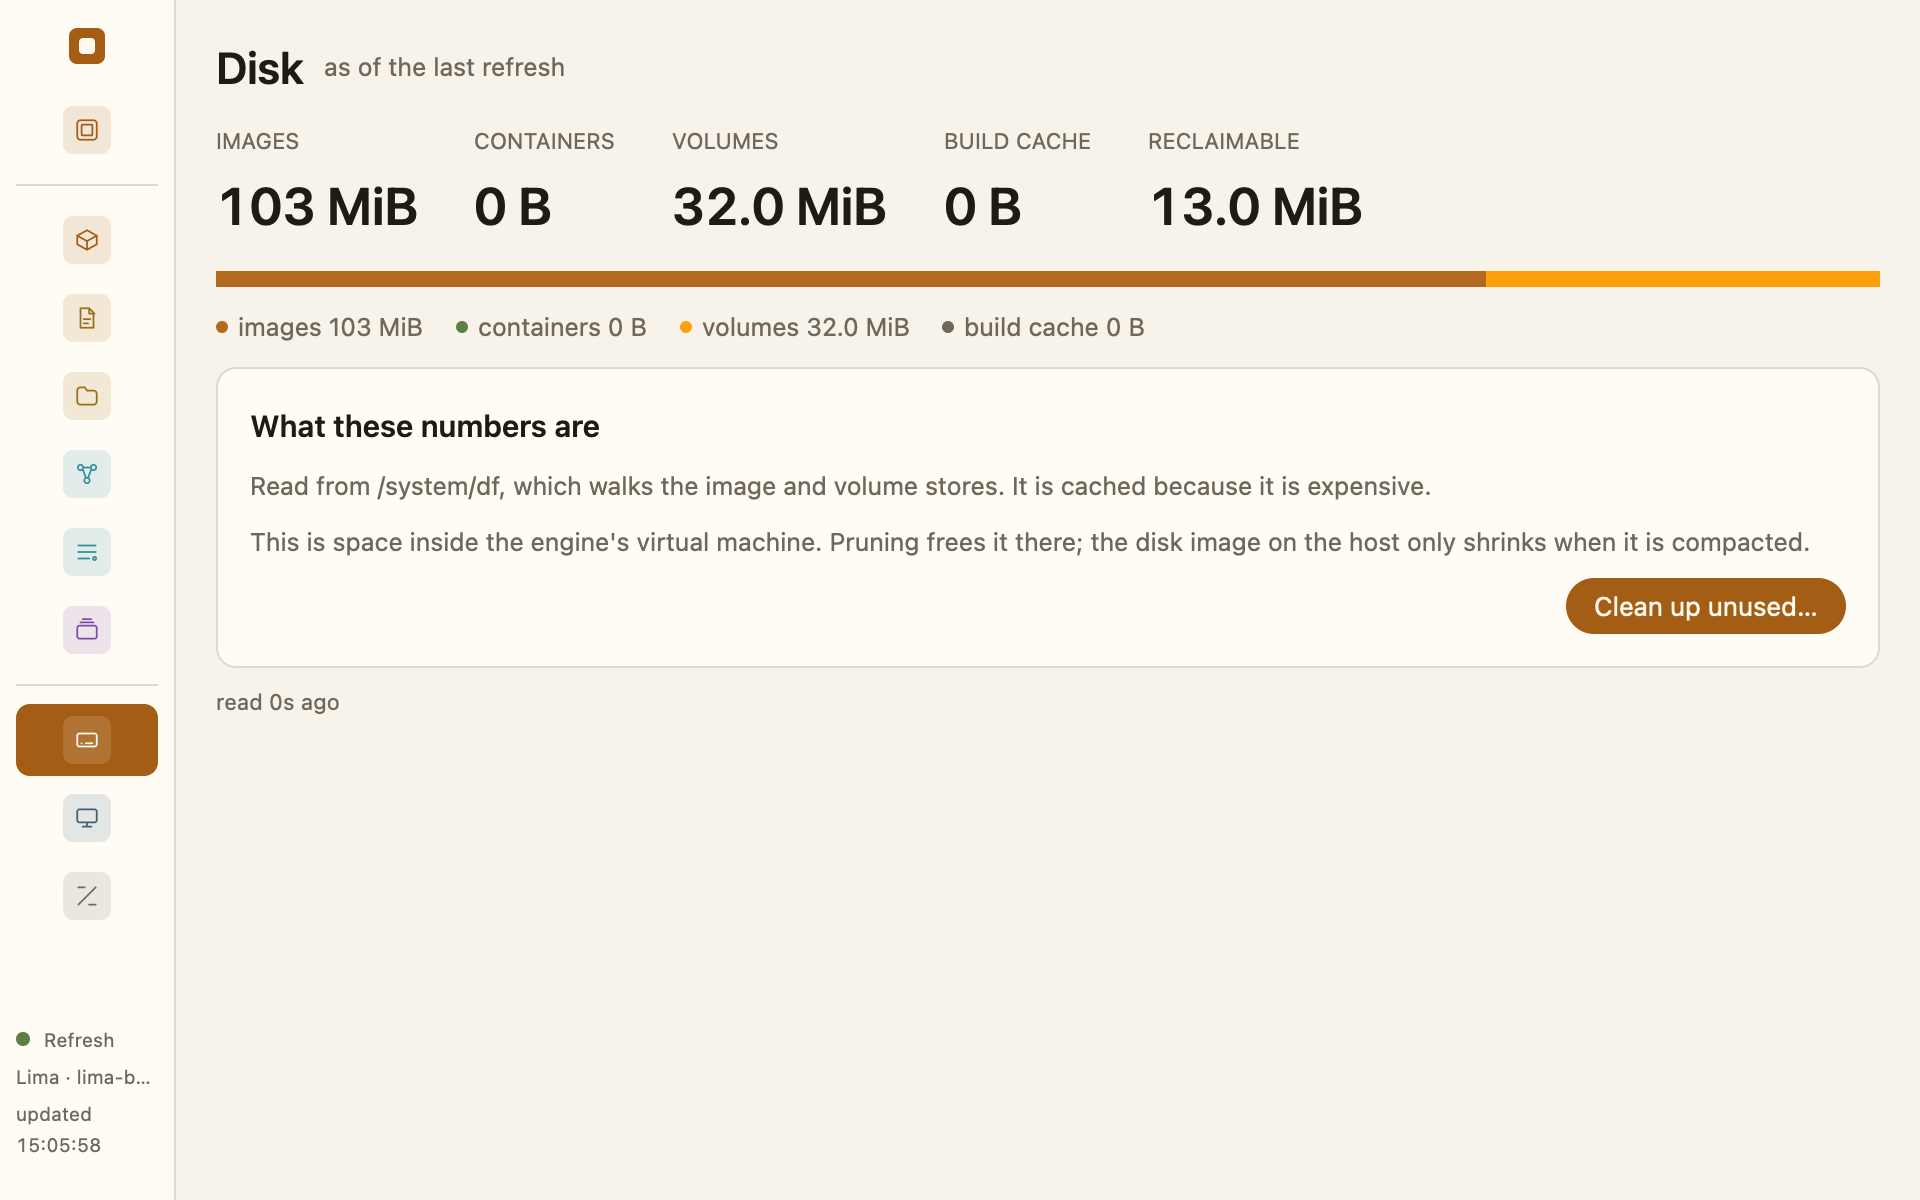 Disk as of the last refresh
IMAGES CONTAINERS VOLUMES BUILD CACHE RECLAIMABLE
103 MiB 0 B 32.0 MiB 0 B 13.0 MiB
images 103 MiB containers 0 B volumes 32.0 MiB build cache 0 B
What these numbers are
Read from /system/df, which walks the image and volume stores. It is cached because it is expensive.
This is space inside the engine's virtual machine. Pruning frees it there; the disk image on the host only shrinks when it is compacted.
Clean up unused...
read 0s ago
Refresh
Lima · lima-b...
updated
15:05:58